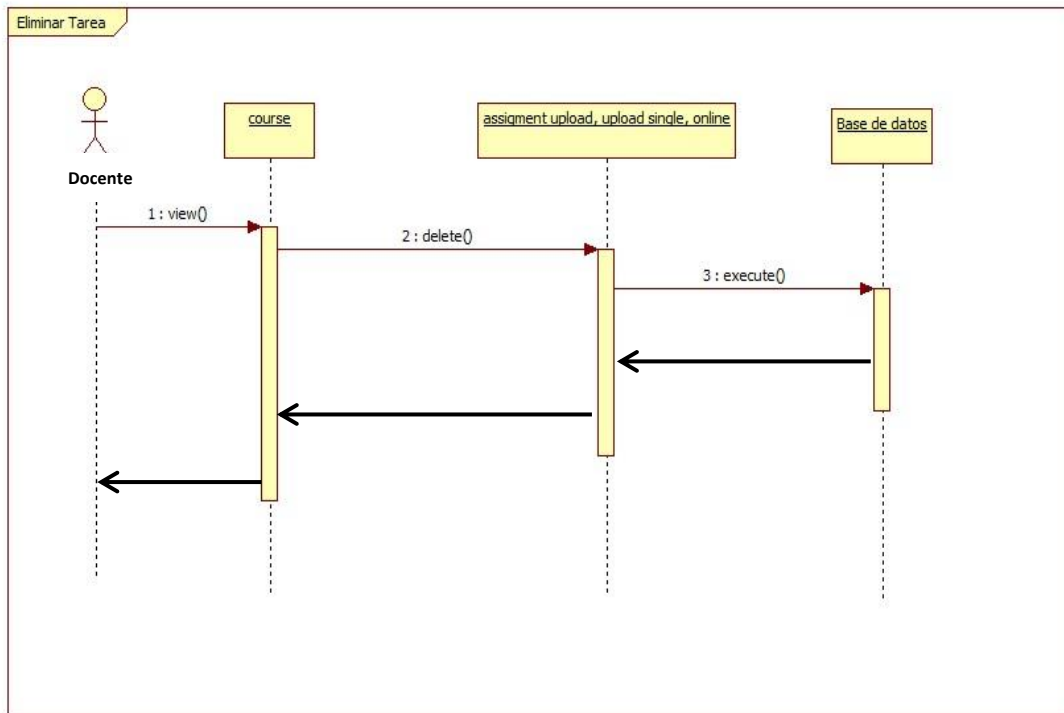 Eliminar Tarea
course
assigment upload, upload single, online
Base de datos
Docente
1 : view()
2 : delete()
3 : execute()